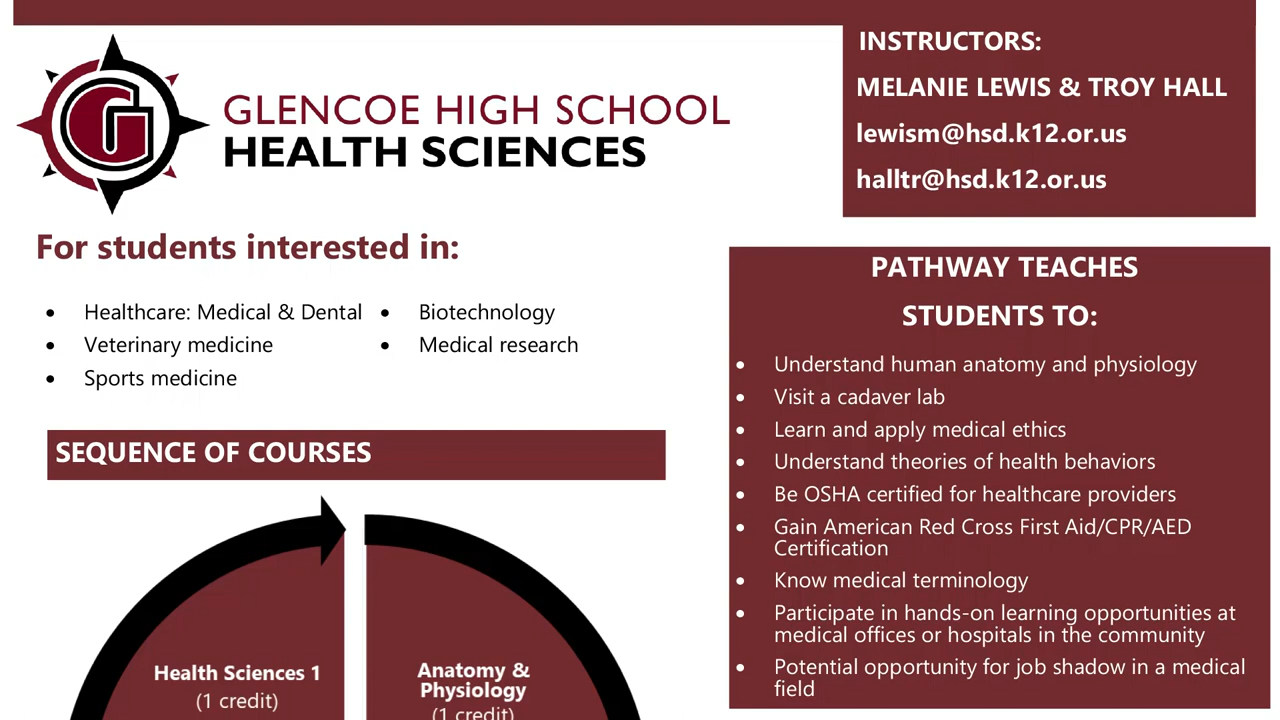 G
GLENCOE HIGH SCHOOL
HEALTH SCIENCES
INSTRUCTORS:
MELANIE LEWIS & TROY HALL
lewism@hsd.k12.or.us
halltr@hsd.k12.or.us
For students interested in:
• Healthcare: Medical & Dental
• Veterinary medicine
• Sports medicine
• Biotechnology
• Medical research
SEQUENCE OF COURSES
Health Sciences 1
(1 credit)
Anatomy &
Physiology
(1 credit)
PATHWAY TEACHES
STUDENTS TO:
• Understand human anatomy and physiology
• Visit a cadaver lab
• Learn and apply medical ethics
• Understand theories of health behaviors
• Be OSHA certified for healthcare providers
• Gain American Red Cross First Aid/CPR/AED
Certification
• Know medical terminology
• Participate in hands-on learning opportunities at
medical offices or hospitals in the community
• Potential opportunity for job shadow in a medical
field